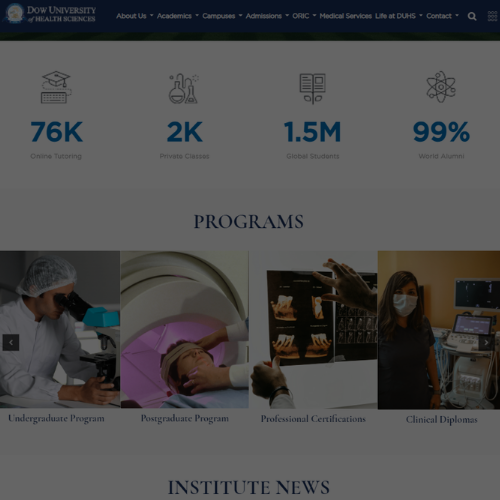 DOW UNIVERSITY
of HEALTH SCIENCES
About Us Academics Campuses Admissions ORIC Medical Services Life at DUHS Contact
76K 2K 1.5M 99%
Online Tutoring Private Classes Global Students World Alumni
PROGRAMS
Undergraduate Program Postgraduate Program Professional Certifications Clinical Diplomas
INSTITUTE NEWS